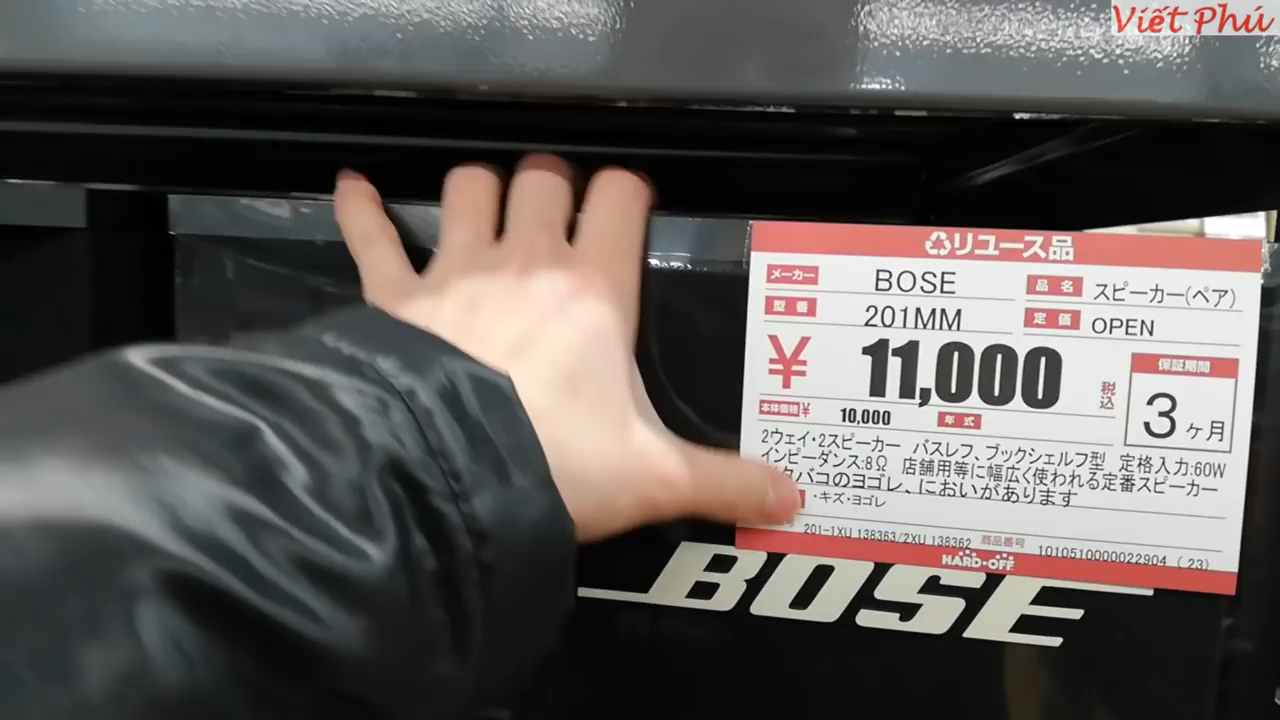 Viết Phú
リユース品
メーカー BOSE 品名 スピーカー(ペア)
型番 201MM 定価 OPEN
¥ 11,000 税込 保証期間 3ヶ月
本体価格¥ 10,000 年式
2ウェイ・2スピーカー バスレフ、ブックシェルフ型 定格入力:60W
インピーダンス:8Ω 店舗用等に幅広く使われる定番スピーカー
タバコのヨゴレ、においがあります
・キズ・ヨゴレ
201-1XU 138363/2XU 138362 商品番号 1010510000022904 (23)
HARD・OFF
BOSE